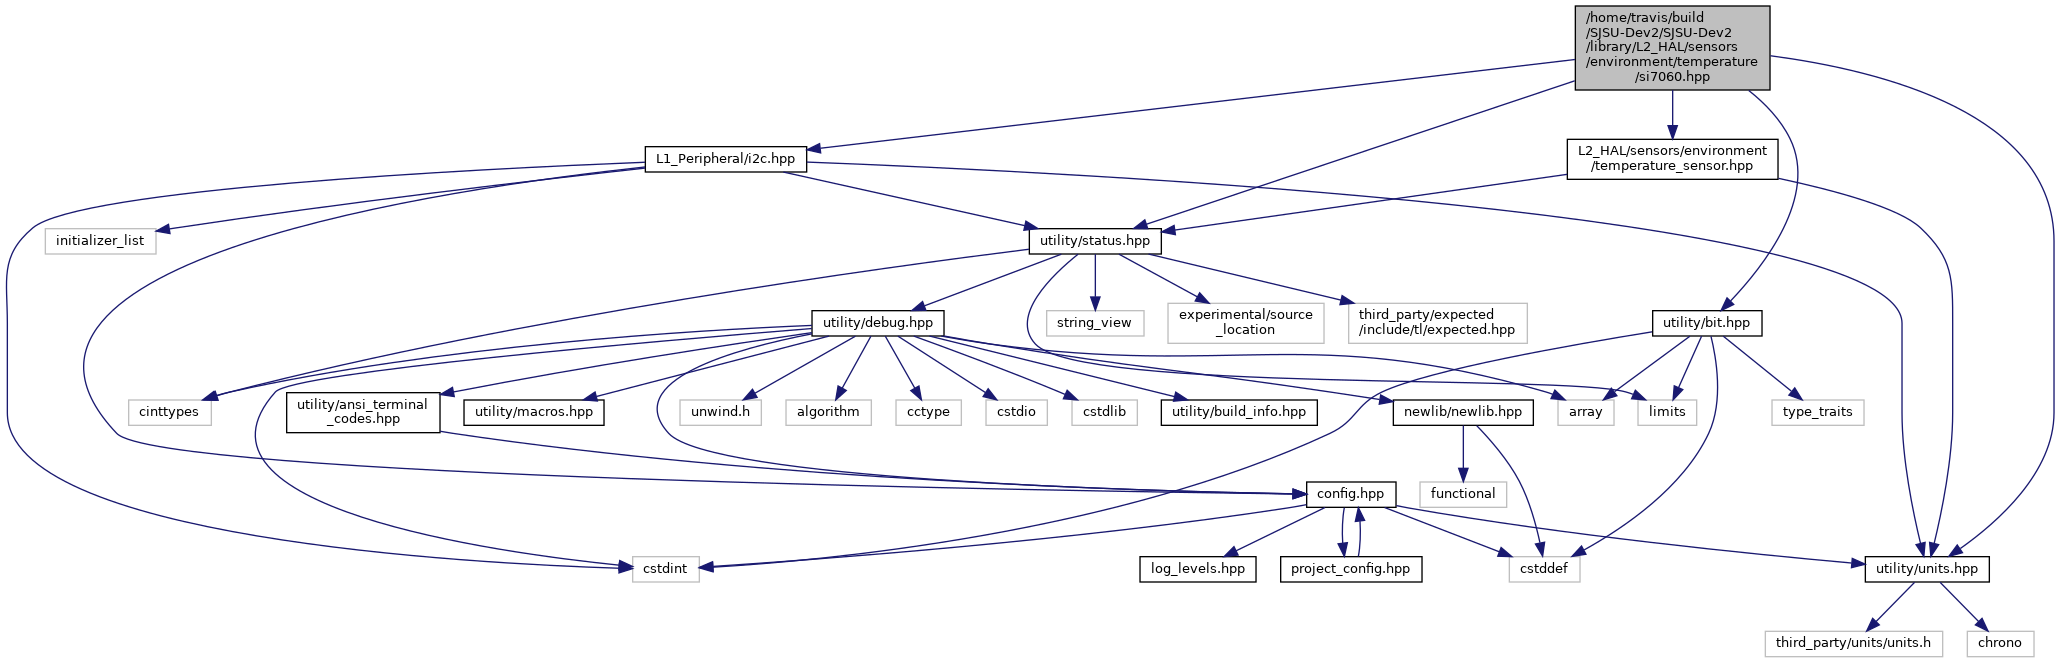 /home/travis/build
/SJSU-Dev2/SJSU-Dev2
/library/L2_HAL/sensors
/environment/temperature
/si7060.hpp
L1_Peripheral/i2c.hpp
L2_HAL/sensors/environment
/temperature_sensor.hpp
initializer_list
utility/status.hpp
utility/debug.hpp
string_view
experimental/source
_location
third_party/expected
/include/tl/expected.hpp
utility/bit.hpp
cinttypes
utility/ansi_terminal
_codes.hpp
utility/macros.hpp
unwind.h
algorithm
cctype
cstdio
cstdlib
utility/build_info.hpp
newlib/newlib.hpp
array
limits
type_traits
config.hpp
functional
cstdint
log_levels.hpp
project_config.hpp
cstddef
utility/units.hpp
third_party/units/units.h
chrono